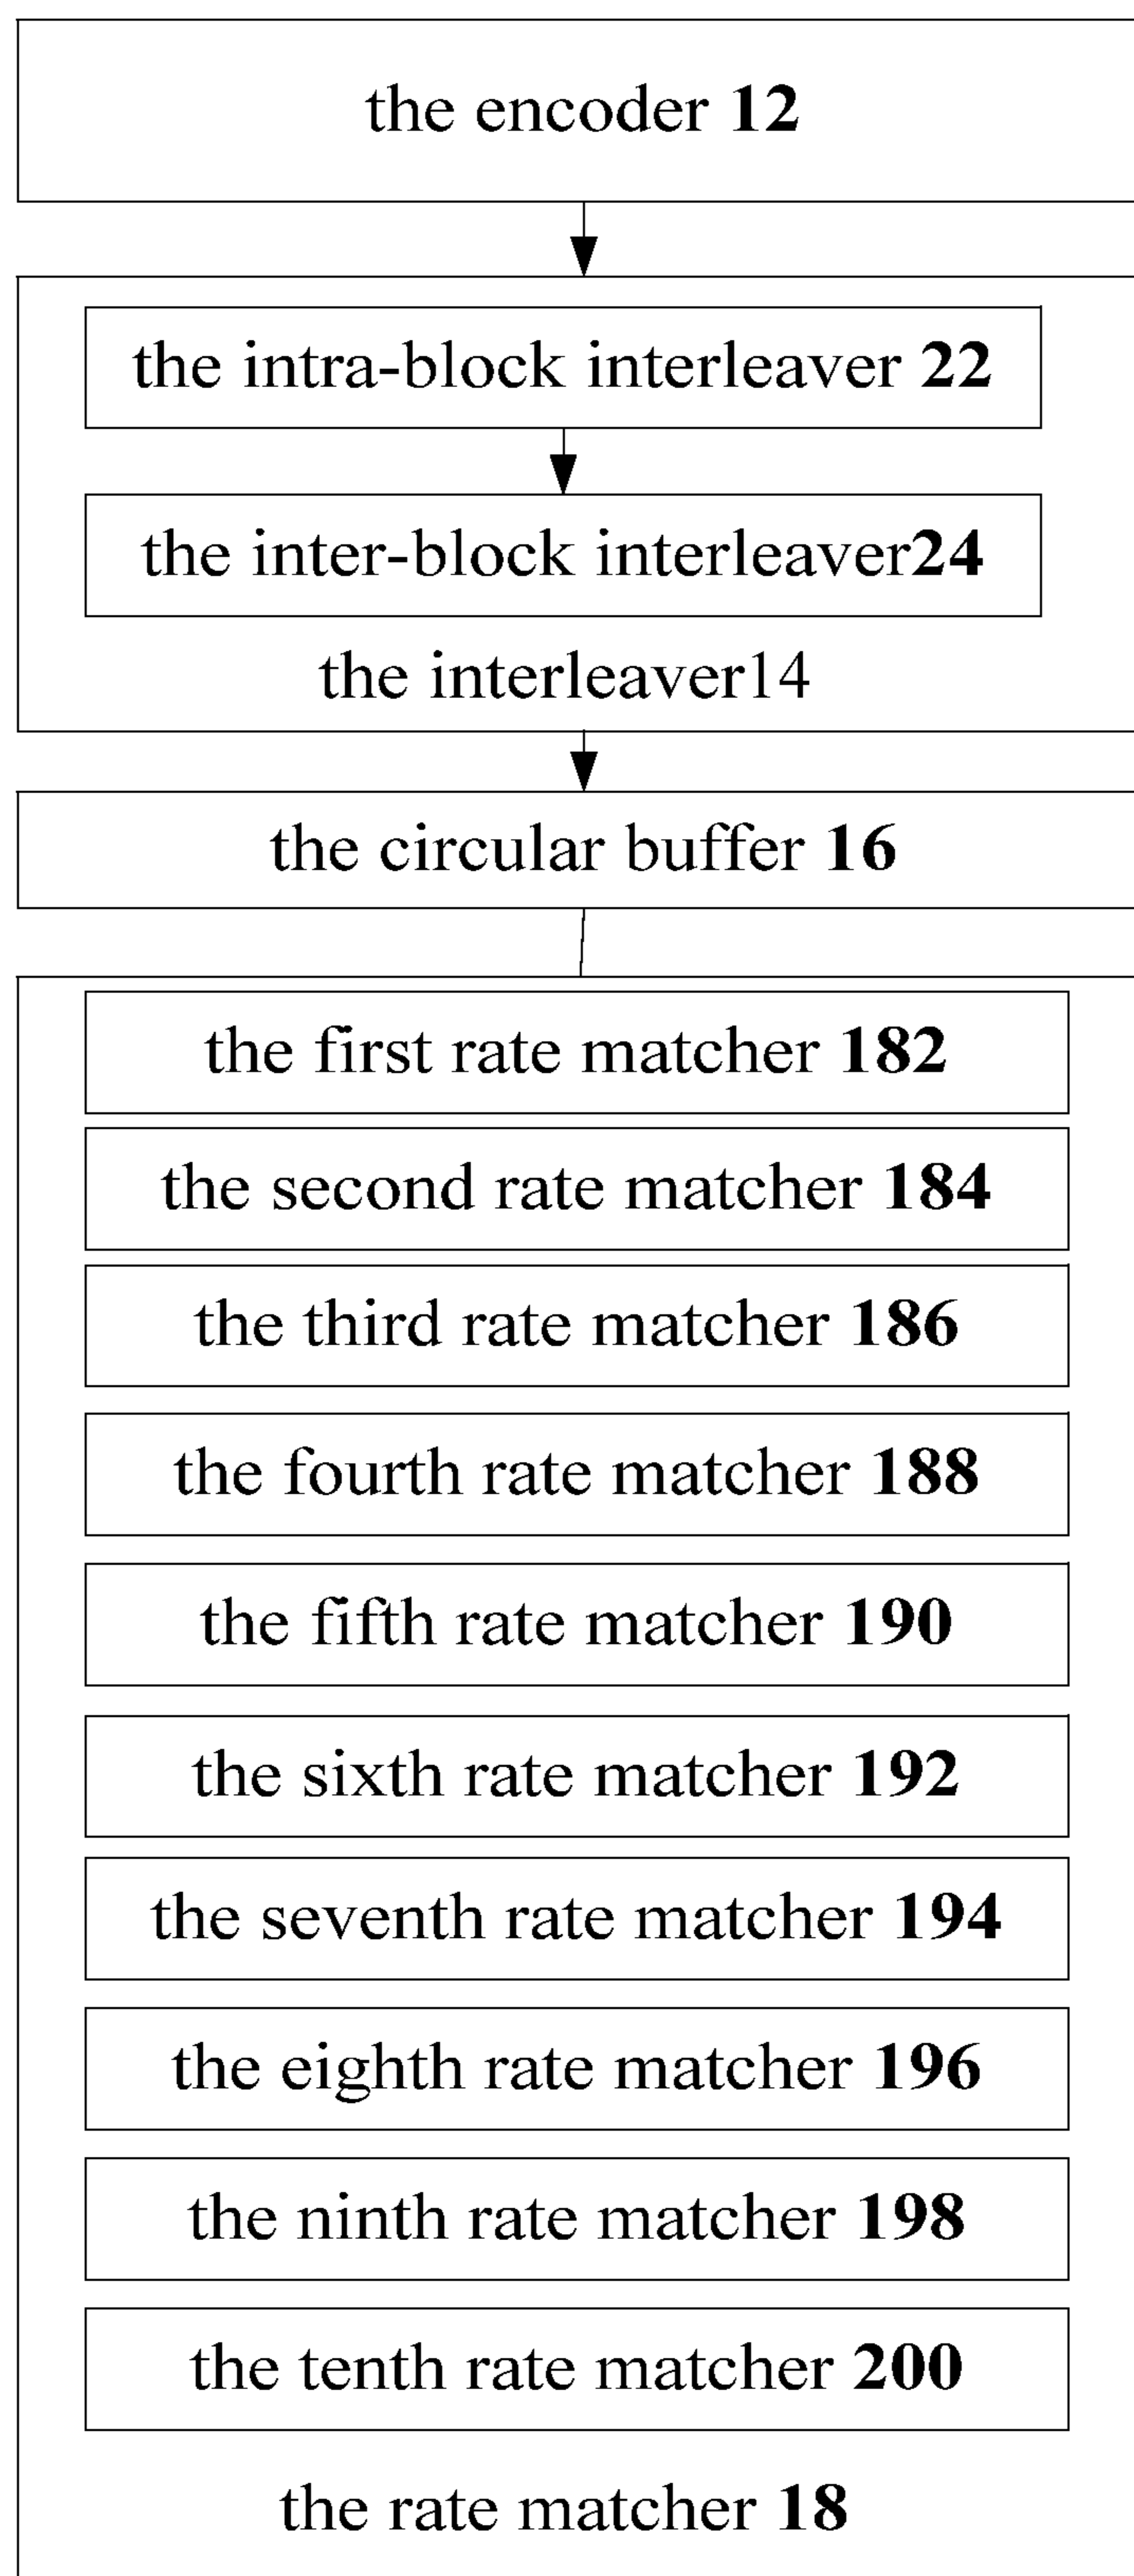 the encoder 12
the intra-block interleaver 22
the inter-block interleaver24
the interleaver14
the circular buffer 16
the first rate matcher 182
the second rate matcher 184
the third rate matcher 186
the fourth rate matcher 188
the fifth rate matcher 190
the sixth rate matcher 192
the seventh rate matcher 194
the eighth rate matcher 196
the ninth rate matcher 198
the tenth rate matcher 200
the rate matcher 18